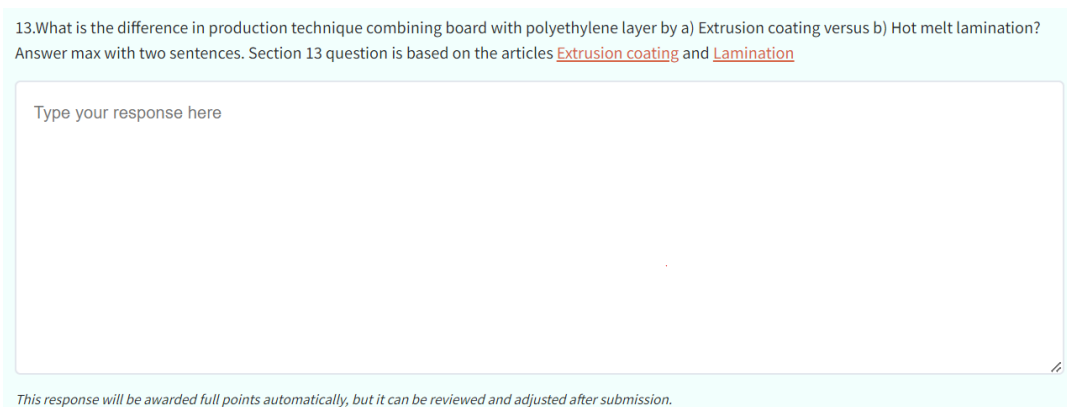 13.What is the difference in production technique combining board with polyethylene layer by a) Extrusion coating versus b) Hot melt lamination?
Answer max with two sentences. Section 13 question is based on the articles Extrusion coating and Lamination
Type your response here
This response will be awarded full points automatically, but it can be reviewed and adjusted after submission.